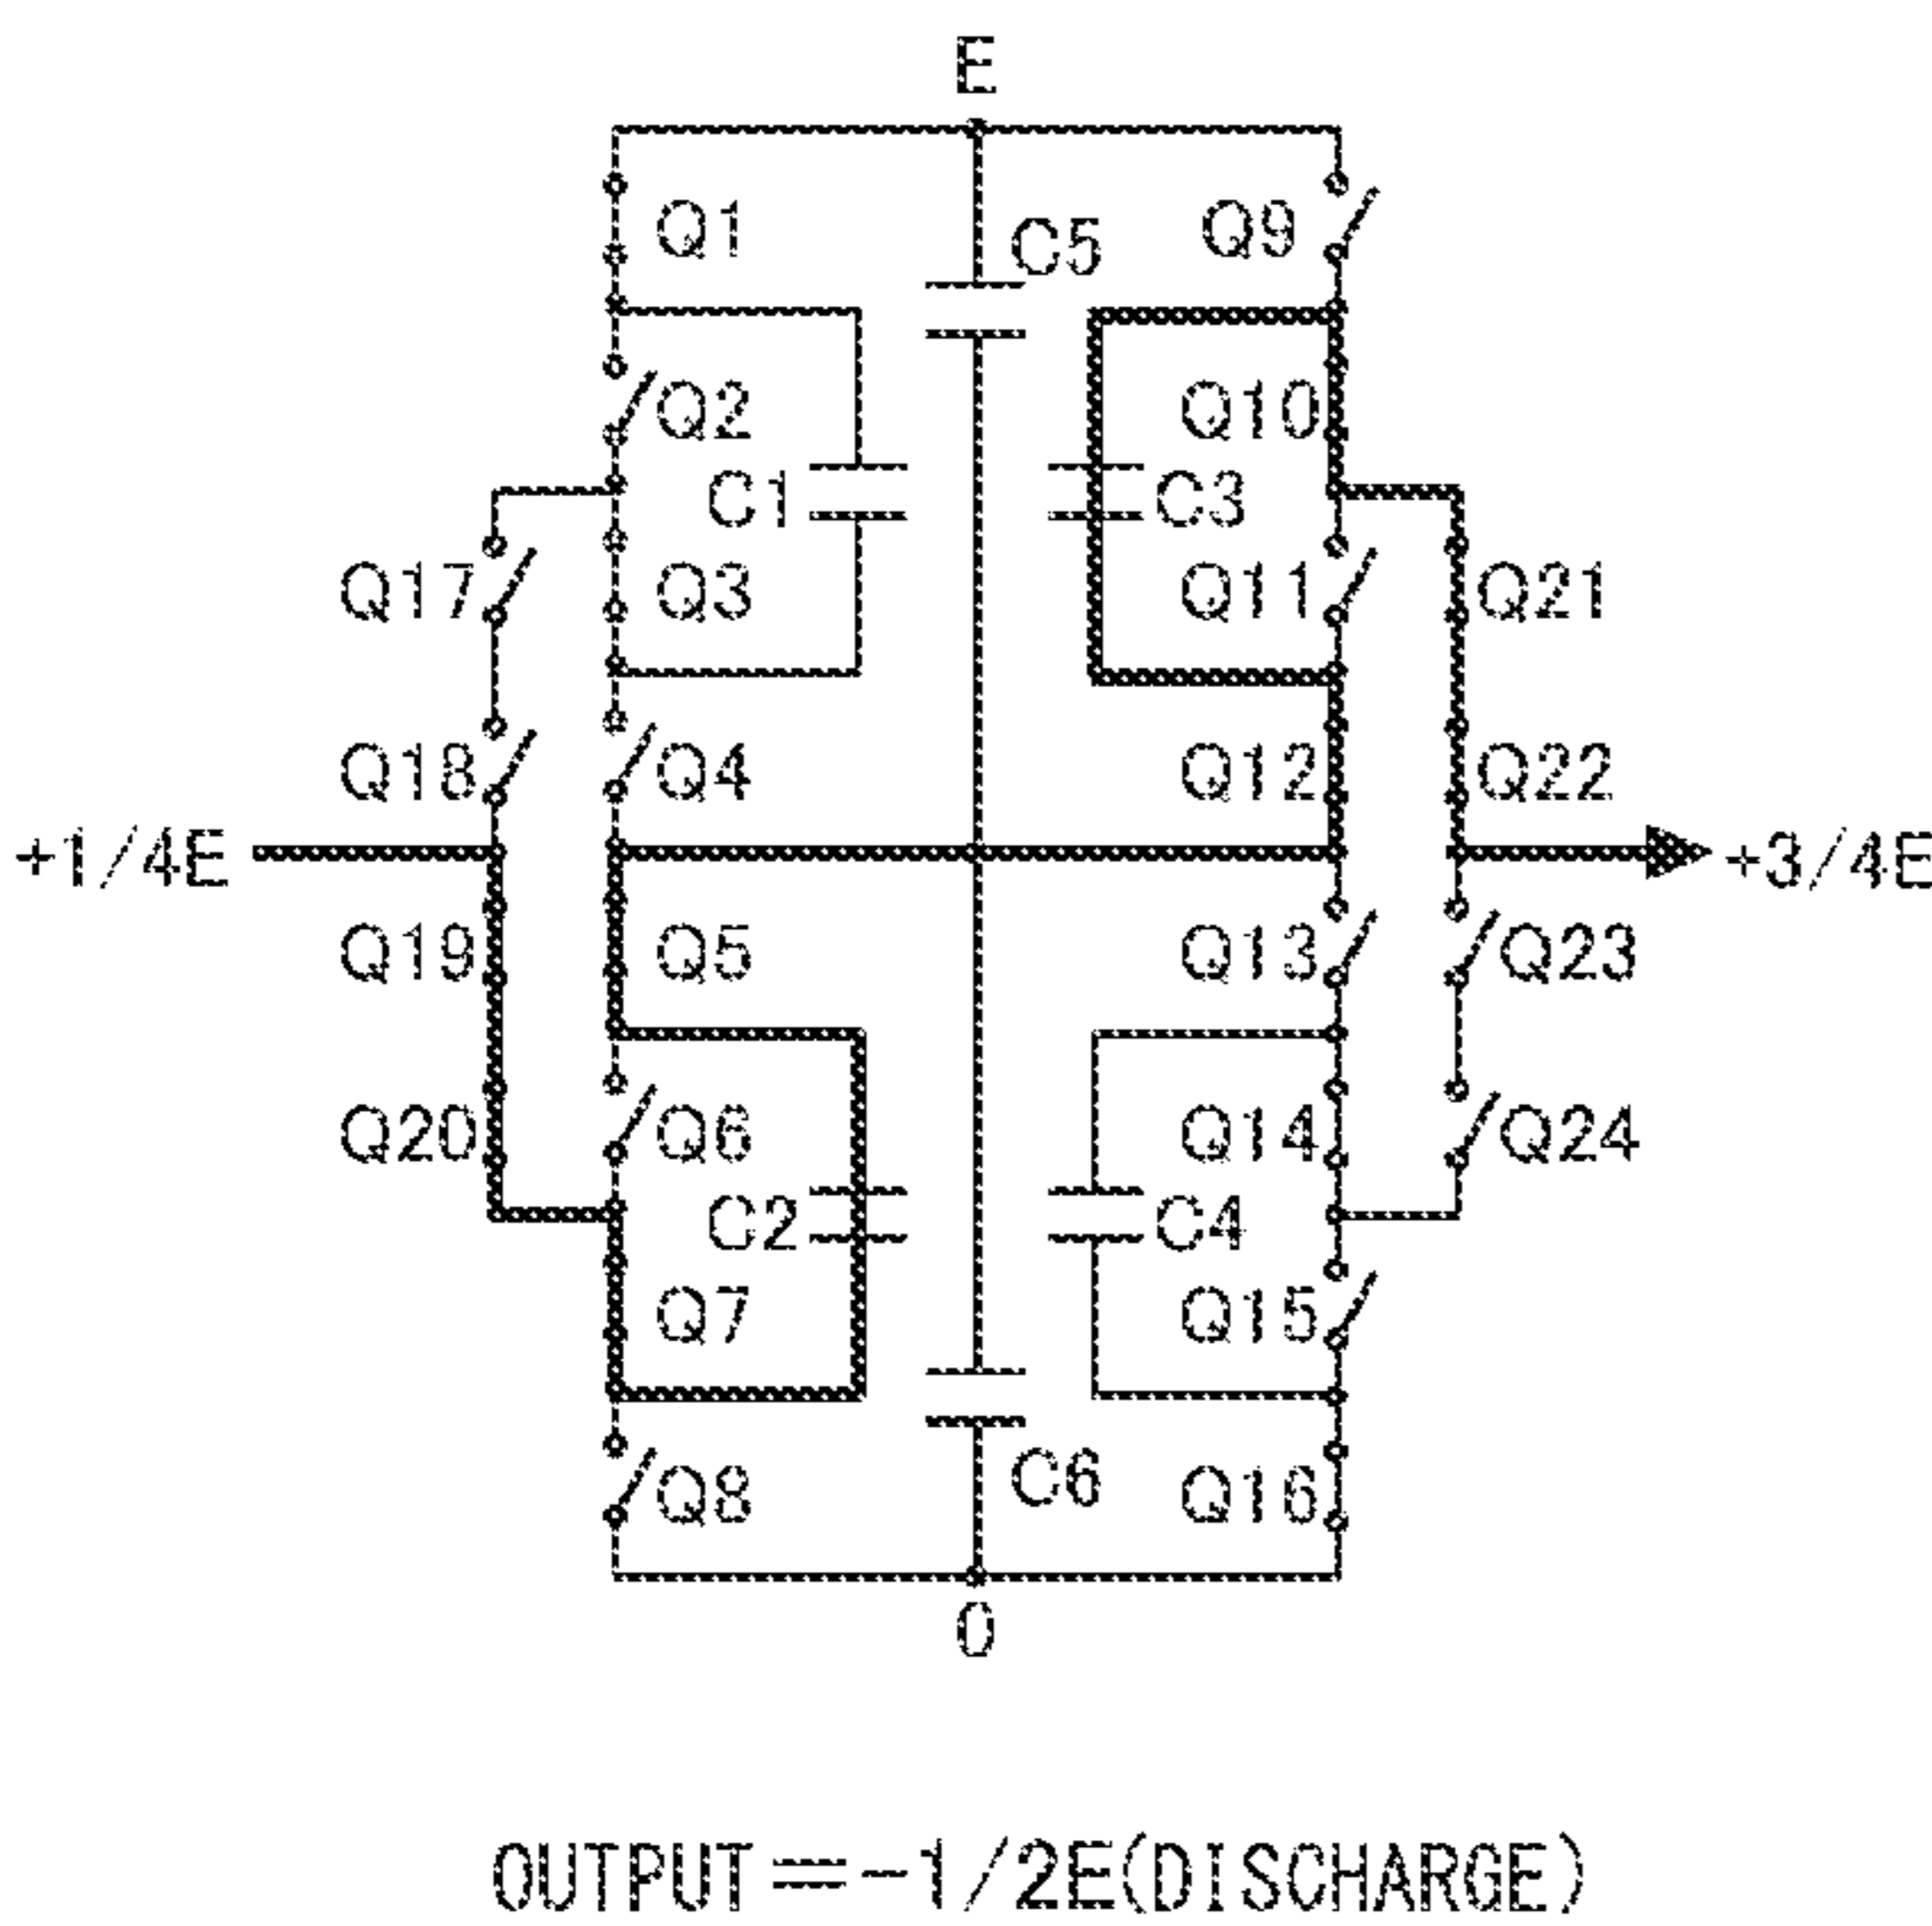 E
Q1
C5
Q9
Q2
Q10
C1
C3
Q17
Q3
Q11
Q21
Q18
Q4
Q12
Q22
+1/4E
+3/4E
Q19
Q5
Q13
Q23
Q20
Q6
Q14
Q24
C2
C4
Q7
Q15
Q8
C6
Q16
0
OUTPUT=-1/2E(DISCHARGE)